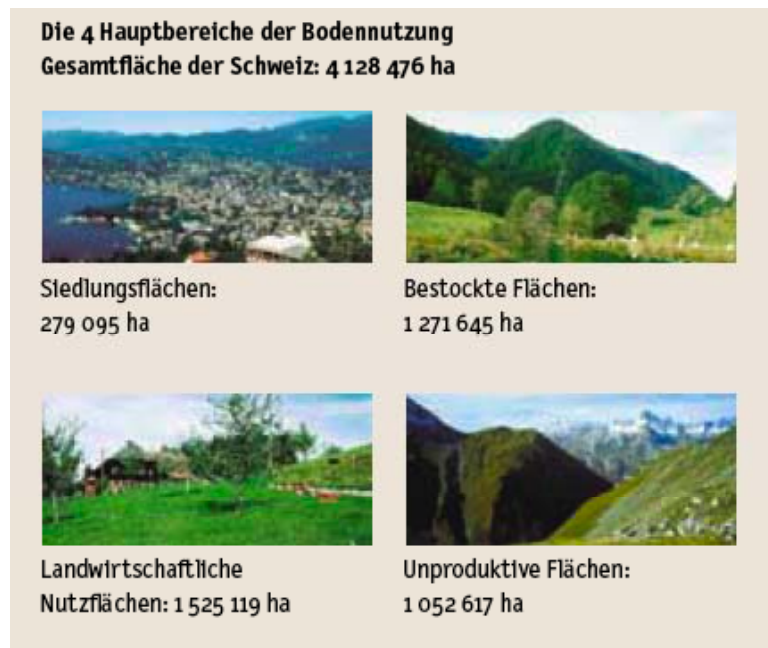 Die 4 Hauptbereiche der Bodennutzung
Gesamtfläche der Schweiz: 4 128 476 ha
Siedlungsflächen:
279 095 ha
Bestockte Flächen:
1 271 645 ha
Landwirtschaftliche
Nutzflächen: 1 525 119 ha
Unproduktive Flächen:
1 052 617 ha